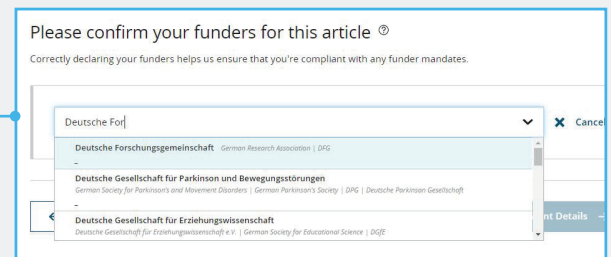 Please confirm your funders for this article ?
Correctly declaring your funders helps us ensure that you're compliant with any funder mandates.
Deutsche For
Cancel
Deutsche Forschungsgemeinschaft German Research Association | DFG
–
Deutsche Gesellschaft für Parkinson und Bewegungsstörungen
German Society for Parkinson's and Movement Disorders | German Parkinson's Society | DPG | Deutsche Parkinson Gesellschaft
–
Deutsche Gesellschaft für Erziehungswissenschaft
Deutsche Gesellschaft für Erziehungswissenschaft e.V. | German Society for Educational Science | DGfE
nt Details